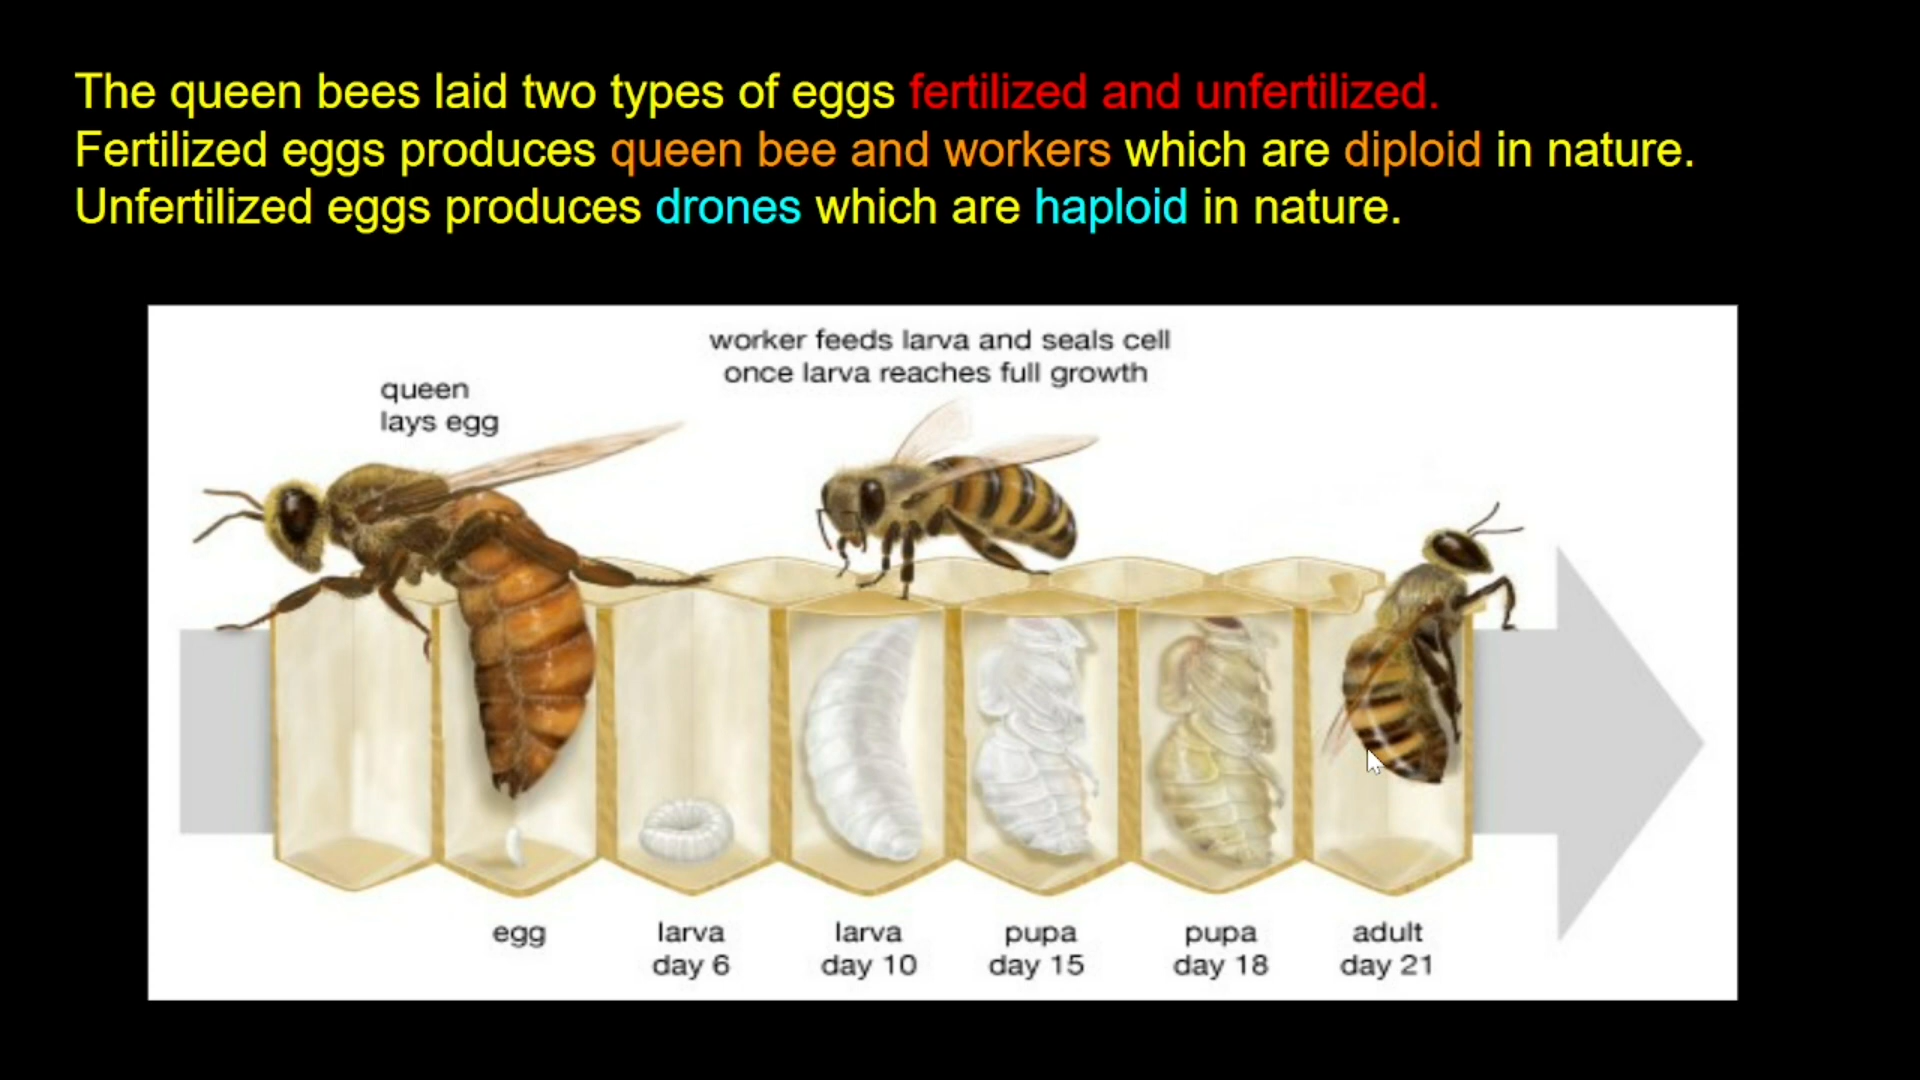 The queen bees laid two types of eggs fertilized and unfertilized.
Fertilized eggs produces queen bee and workers which are diploid in nature.
Unfertilized eggs produces drones which are haploid in nature.
worker feeds larva and seals cell
once larva reaches full growth
queen
lays egg
egg
larva
day 6
larva
day 10
pupa
day 15
pupa
day 18
adult
day 21